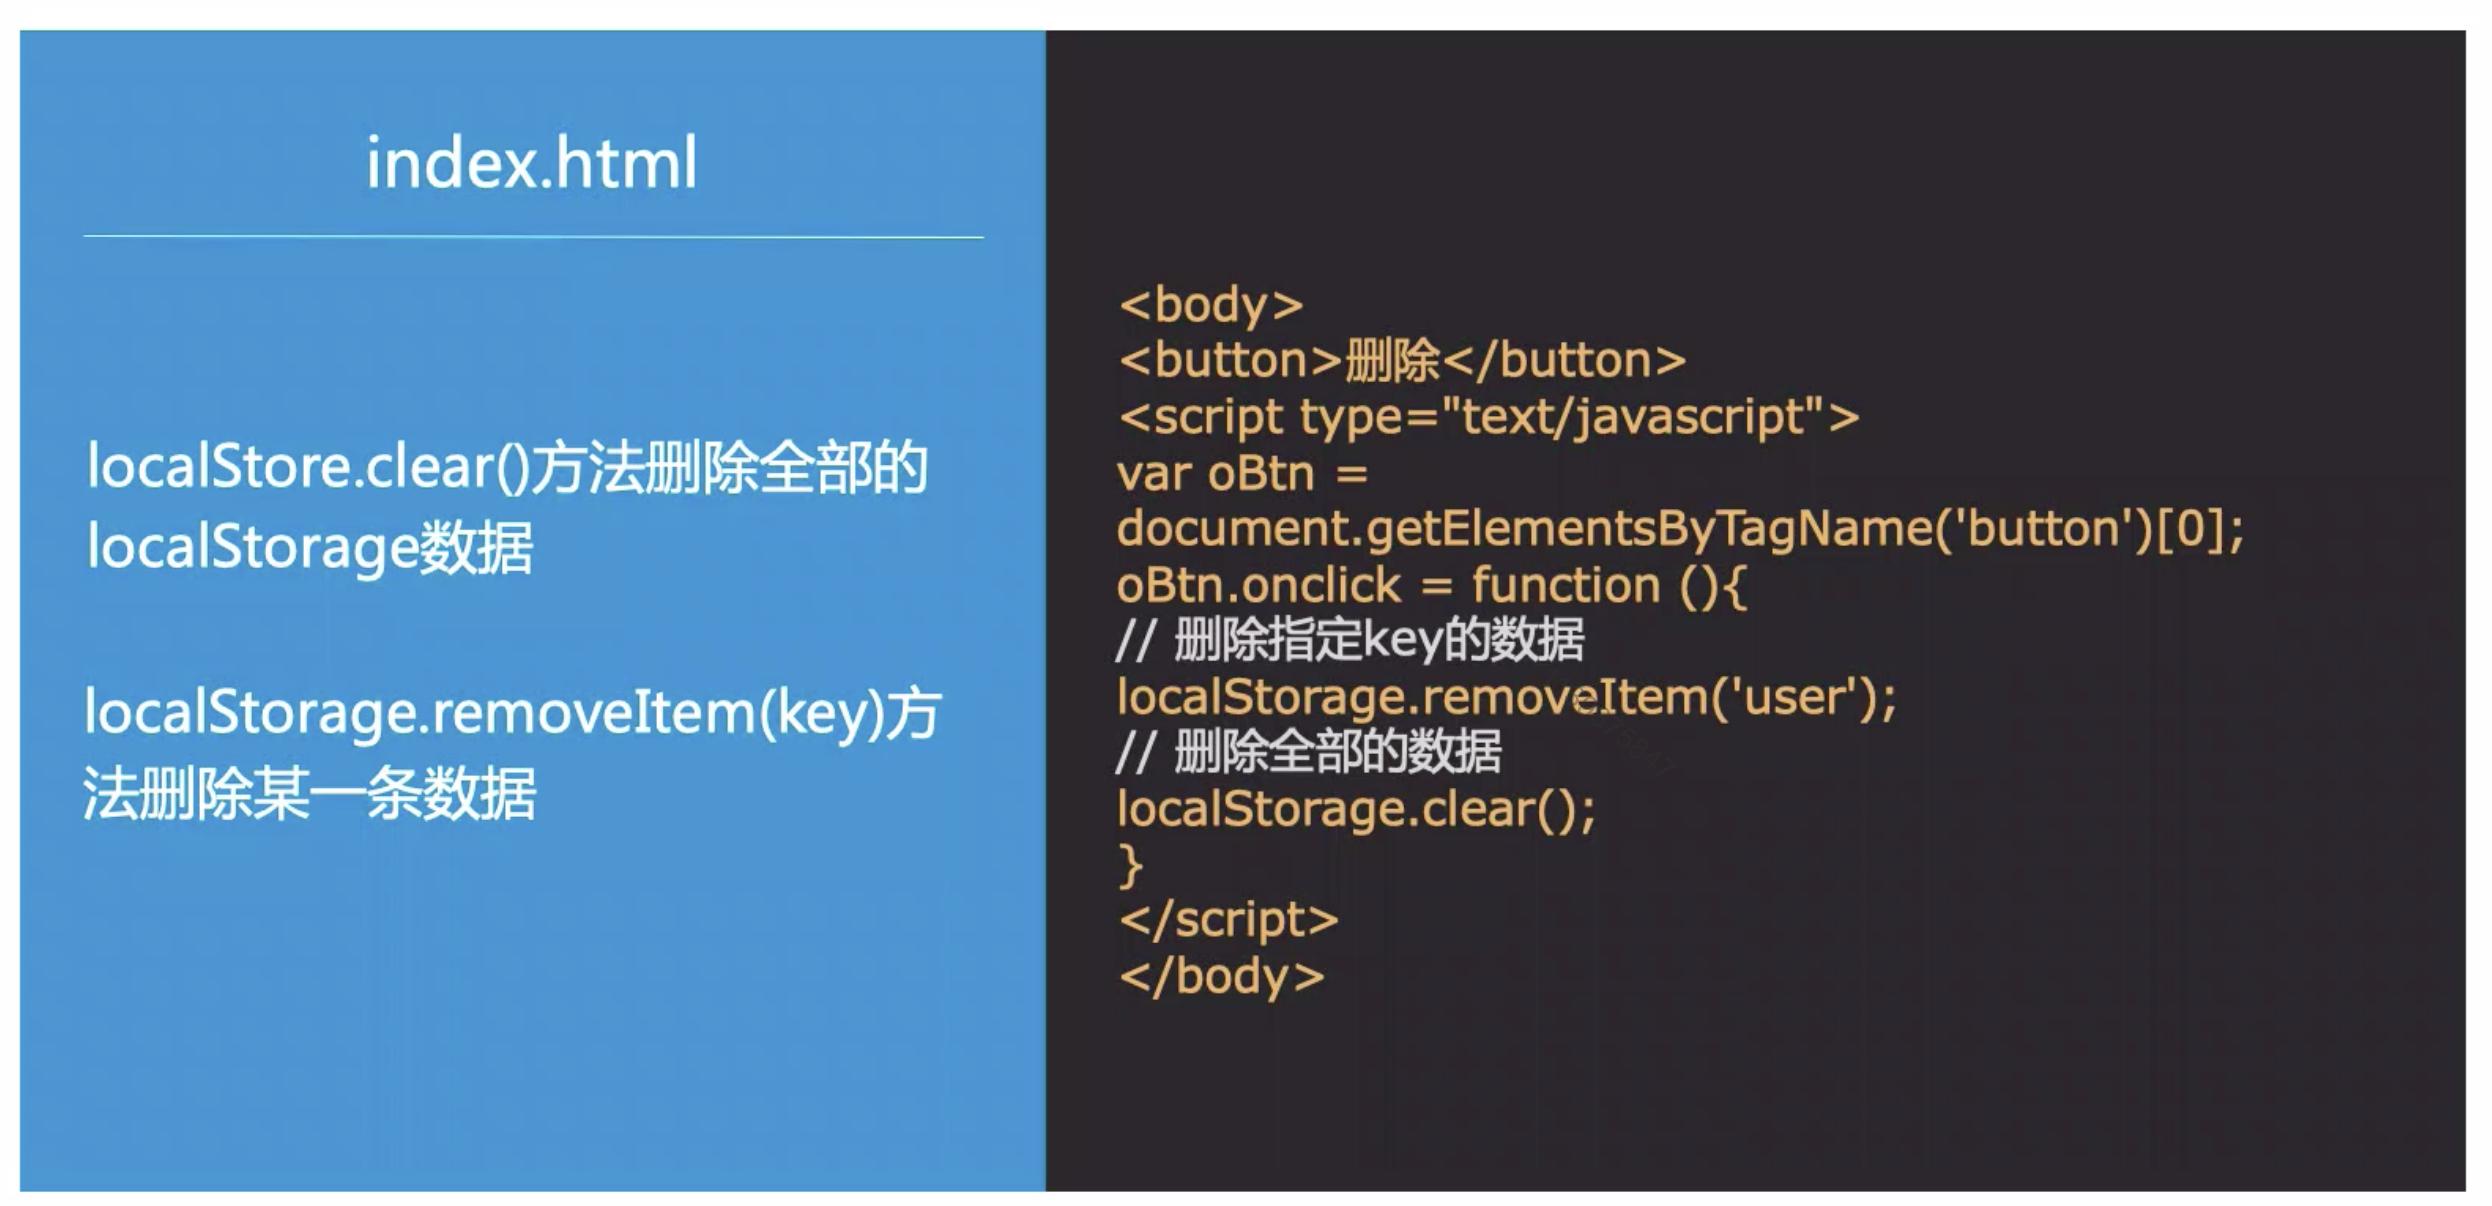 index.html
localStore.clear()方法删除全部的
localStorage数据
localStorage.removeItem(key)方
法删除某一条数据
<body>
<button>删除</button>
<script type="text/javascript">
var oBtn =
document.getElementsByTagName('button')[0];
oBtn.onclick = function (){
// 删除指定key的数据
localStorage.removeItem('user');
// 删除全部的数据
localStorage.clear();
}
</script>
</body>